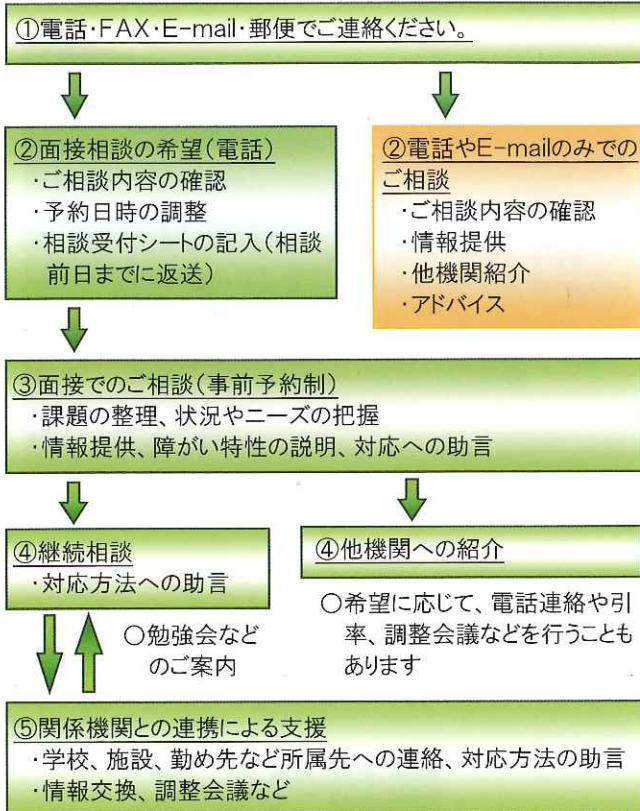 ①電話・FAX・E-mail・郵便でご連絡ください。
②面接相談の希望(電話)
・ご相談内容の確認
・予約日時の調整
・相談受付シートの記入(相談
前日までに返送)
②電話やE-mailのみでの
ご相談
・ご相談内容の確認
・情報提供
・他機関紹介
・アドバイス
③面接でのご相談(事前予約制)
・課題の整理、状況やニーズの把握
・情報提供、障がい特性の説明、対応への助言
④継続相談
・対応方法への助言
④他機関への紹介
○勉強会など
のご案内
○希望に応じて、電話連絡や引
率、調整会議などを行うことも
あります
⑤関係機関との連携による支援
・学校、施設、勤め先など所属先への連絡、対応方法の助言
・情報交換、調整会議など